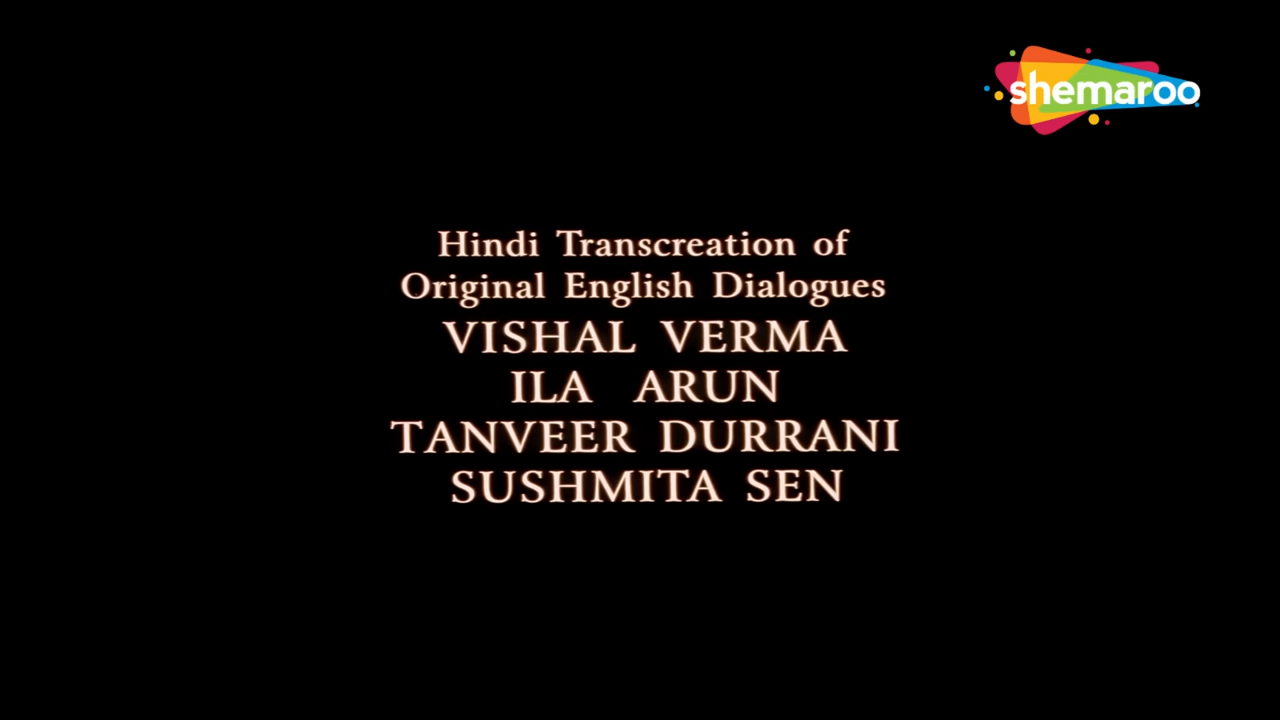 shemaroo
Hindi Transcreation of
Original English Dialogues
VISHAL VERMA
ILA ARUN
TANVEER DURRANI
SUSHMITA SEN